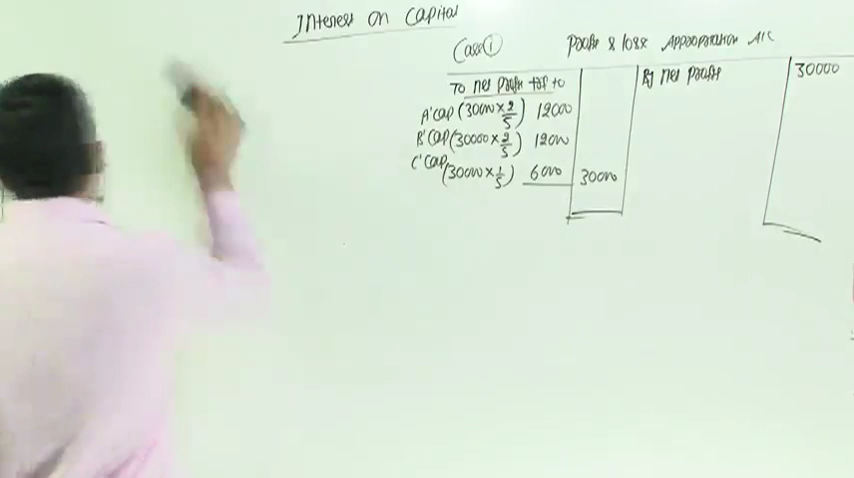 Interest on Capital
Case ① Profit & loss Appropriation A/C
To net profit tsf to By net profit 30000
A'cap (30000 × 2/5) 12000
B'cap (30000 × 2/5) 12000
C'cap (30000 × 1/5) 6000 30000